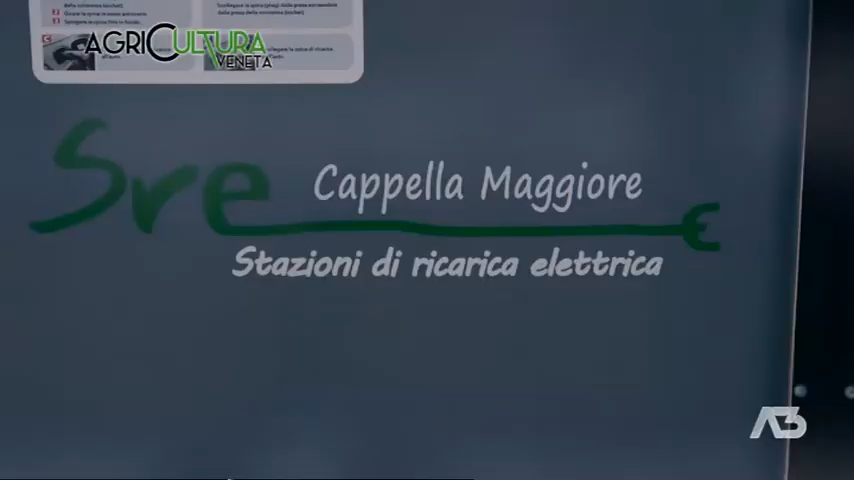 AGRICULTURA
VENETA
Sre
Cappella Maggiore
Stazioni di ricarica elettrica
A3